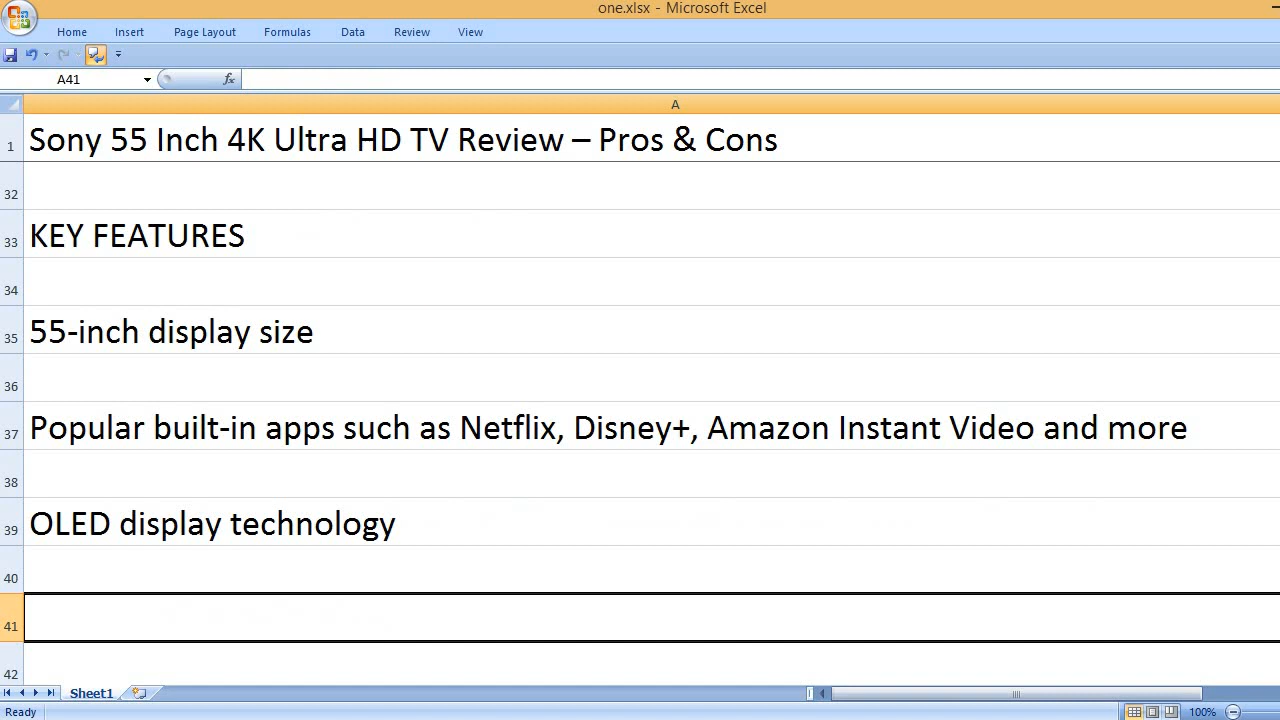 one.xlsx - Microsoft Excel
Home Insert Page Layout Formulas Data Review View
A41 fx
A
1 Sony 55 Inch 4K Ultra HD TV Review – Pros & Cons
32
33 KEY FEATURES
34
35 55-inch display size
36
37 Popular built-in apps such as Netflix, Disney+, Amazon Instant Video and more
38
39 OLED display technology
40
41
42
Sheet1
Ready 100%